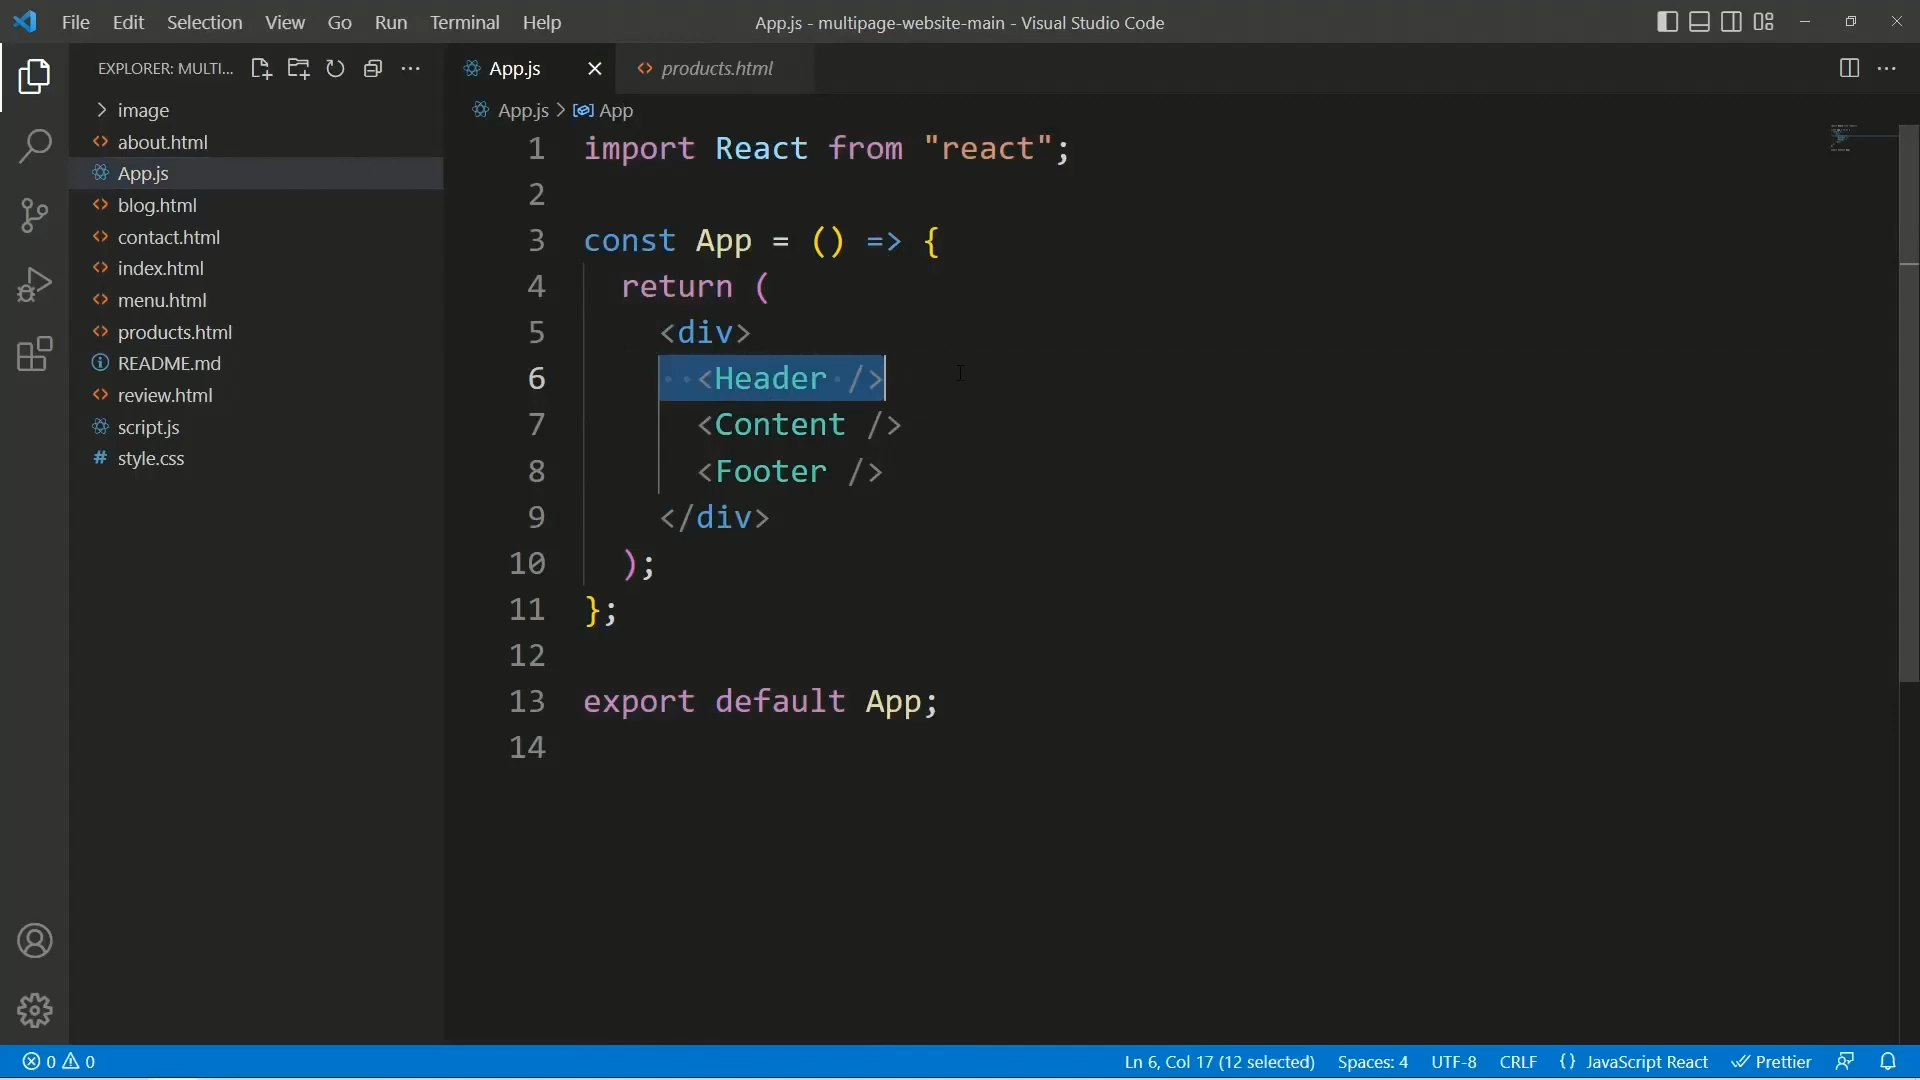 File Edit Selection View Go Run Terminal Help
App.js - multipage-website-main - Visual Studio Code
EXPLORER: MULTI...
image
about.html
App.js
blog.html
contact.html
index.html
menu.html
products.html
README.md
review.html
script.js
style.css
App.js
products.html
App.js > App
1 import React from "react";
2
3 const App = () => {
4 return (
5 <div>
6 <Header />
7 <Content />
8 <Footer />
9 </div>
10 );
11 };
12
13 export default App;
14
0 0
Ln 6, Col 17 (12 selected) Spaces: 4 UTF-8 CRLF {} JavaScript React Prettier